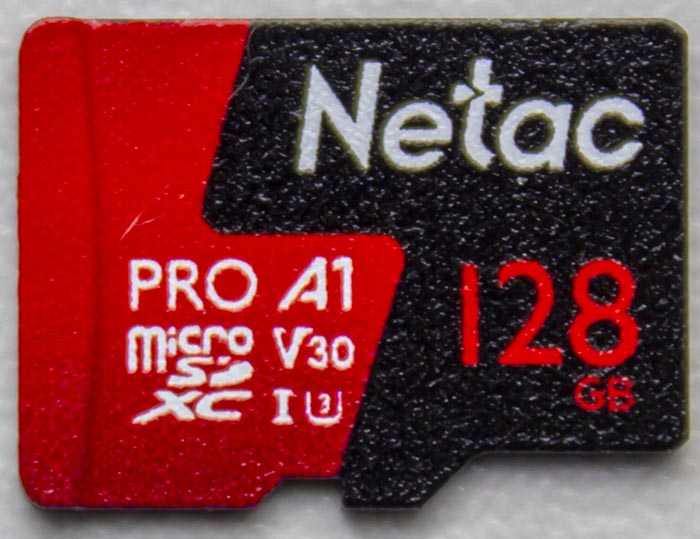 Netac
PRO A1
128
GB
micro V30
SD
XC I U3